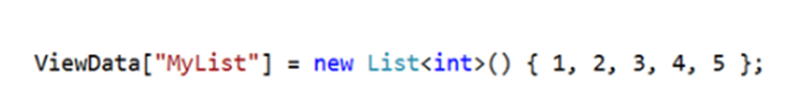 ViewData["MyList"] = new List<int>() { 1, 2, 3, 4, 5 };